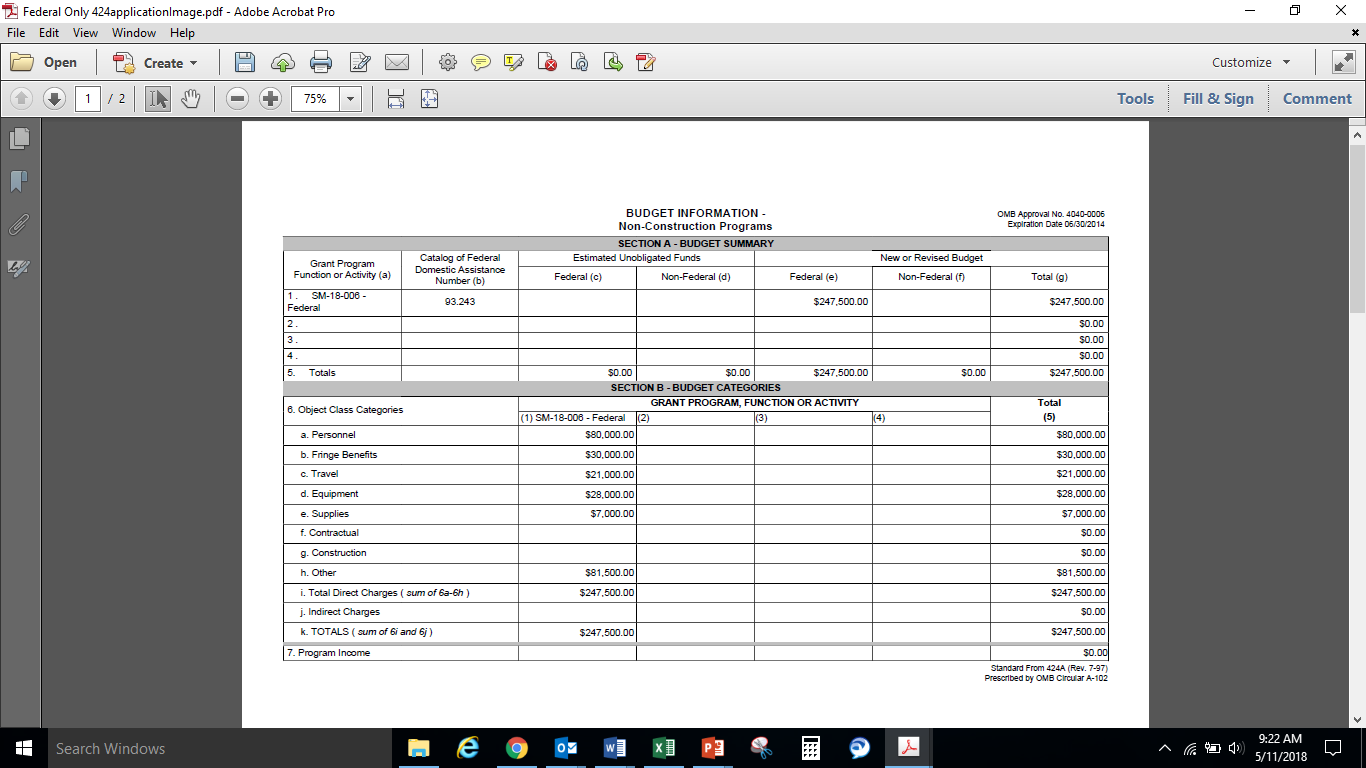 Federal Only 424applicationImage.pdf - Adobe Acrobat Pro
File Edit View Window Help
Open Create Customize
1 / 2 75% Tools Fill & Sign Comment
BUDGET INFORMATION -
Non-Construction Programs
OMB Approval No. 4040-0006
Expiration Date 06/30/2014
SECTION A - BUDGET SUMMARY
Grant Program
Function or Activity (a)
Catalog of Federal
Domestic Assistance
Number (b)
Estimated Unobligated Funds
New or Revised Budget
Federal (c) Non-Federal (d) Federal (e) Non-Federal (f) Total (g)
1 . SM-18-006 -
Federal
93.243 $247,500.00 $247,500.00
2 . $0.00
3 . $0.00
4 . $0.00
5. Totals $0.00 $0.00 $247,500.00 $0.00 $247,500.00
SECTION B - BUDGET CATEGORIES
6. Object Class Categories
GRANT PROGRAM, FUNCTION OR ACTIVITY
Total
(1) SM-18-006 - Federal (2) (3) (4) (5)
a. Personnel $80,000.00 $80,000.00
b. Fringe Benefits $30,000.00 $30,000.00
c. Travel $21,000.00 $21,000.00
d. Equipment $28,000.00 $28,000.00
e. Supplies $7,000.00 $7,000.00
f. Contractual $0.00
g. Construction $0.00
h. Other $81,500.00 $81,500.00
i. Total Direct Charges ( sum of 6a-6h ) $247,500.00 $247,500.00
j. Indirect Charges $0.00
k. TOTALS ( sum of 6i and 6j ) $247,500.00 $247,500.00
7. Program Income $0.00
Standard From 424A (Rev. 7-97)
Prescribed by OMB Circular A-102
Search Windows
9:22 AM
5/11/2018